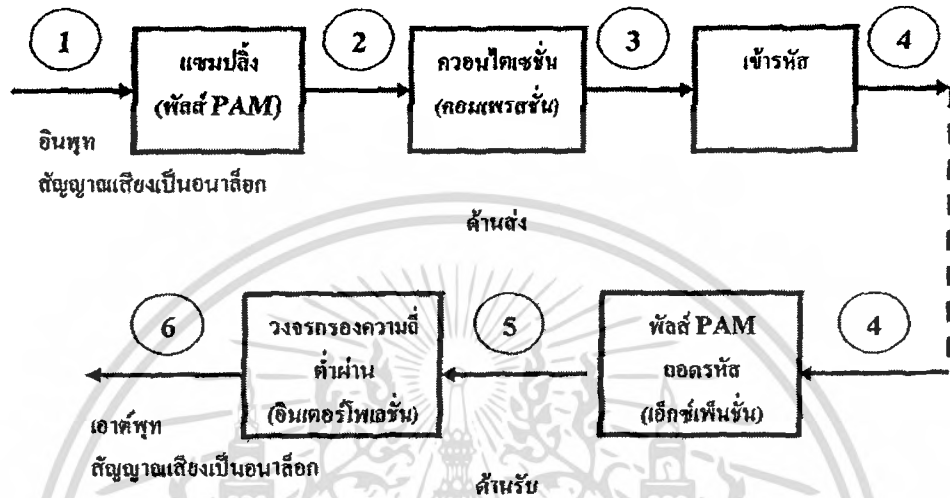 1
แซมปลิ้ง
(พัลส์ PAM)
2
ควอนไตเซชั่น
(คอมเพรสชั่น)
3
เข้ารหัส
4
อินพุท
สัญญาณเสียงเป็นอนาล็อก
ด้านส่ง
6
วงจรกรองความถี่
ต่ำผ่าน
(อินเตอร์โพเลชั่น)
5
พัลส์ PAM
ถอดรหัส
(เอ็กซ์เพ็นชั่น)
4
เอาต์พุท
สัญญาณเสียงเป็นอนาล็อก
ด้านรับ